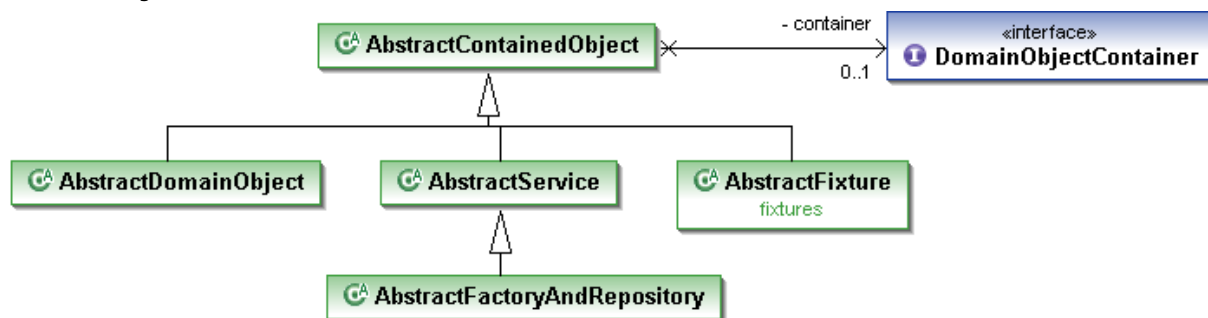 - container
«interface»
AbstractContainedObject
DomainObjectContainer
0..1
AbstractDomainObject
AbstractService
AbstractFixture
fixtures
AbstractFactoryAndRepository